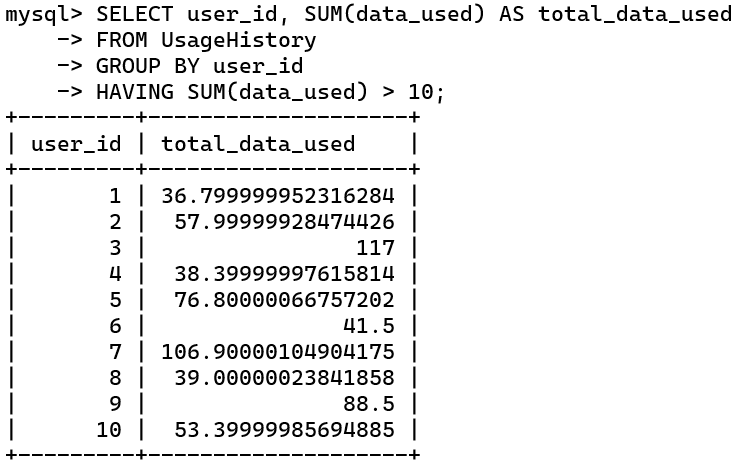 mysql> SELECT user_id, SUM(data_used) AS total_data_used
    -> FROM UsageHistory
    -> GROUP BY user_id
    -> HAVING SUM(data_used) > 10;
+---------+--------------------+
| user_id | total_data_used    |
+---------+--------------------+
|       1 | 36.799999952316284 |
|       2 |  57.99999928474426 |
|       3 |                117 |
|       4 |  38.39999997615814 |
|       5 |  76.80000066757202 |
|       6 |               41.5 |
|       7 | 106.90000104904175 |
|       8 |  39.00000023841858 |
|       9 |               88.5 |
|      10 |  53.39999985694885 |
+---------+--------------------+